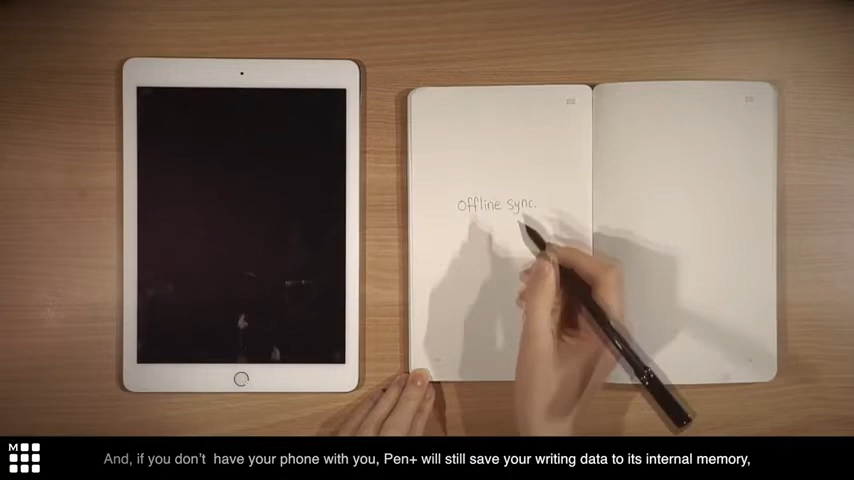 Offline Sync.
M
And, if you don't have your phone with you, Pen+ will still save your writing data to its internal memory,